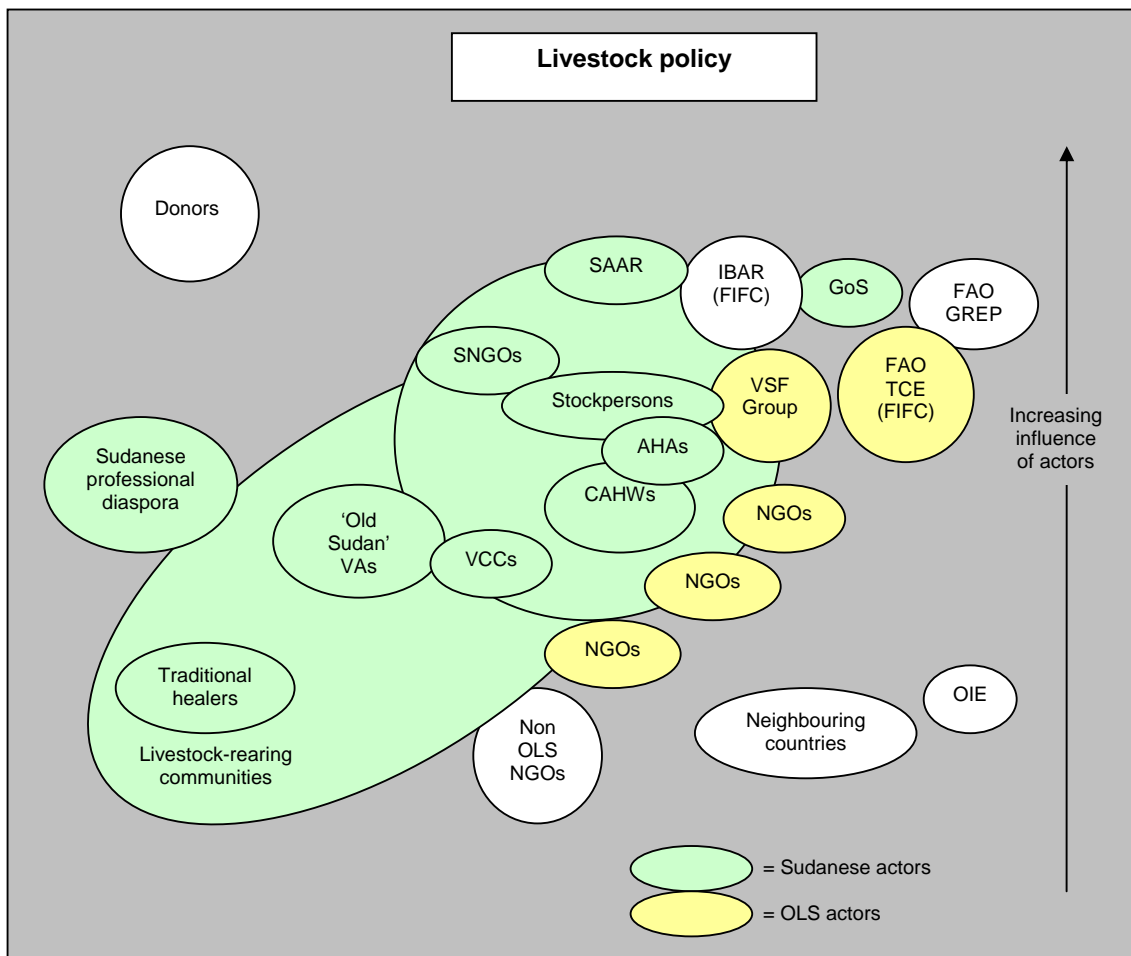 Livestock policy
Donors
SAAR
IBAR
(FIFC)
GoS
FAO
GREP
SNGOs
VSF
Group
FAO
TCE
(FIFC)
Stockpersons
Increasing
influence
of actors
AHAs
Sudanese
professional
diaspora
CAHWs
‘Old
Sudan’
VAs
NGOs
VCCs
NGOs
NGOs
Traditional
healers
OIE
Neighbouring
countries
Non
OLS
NGOs
Livestock-rearing
communities
= Sudanese actors
= OLS actors